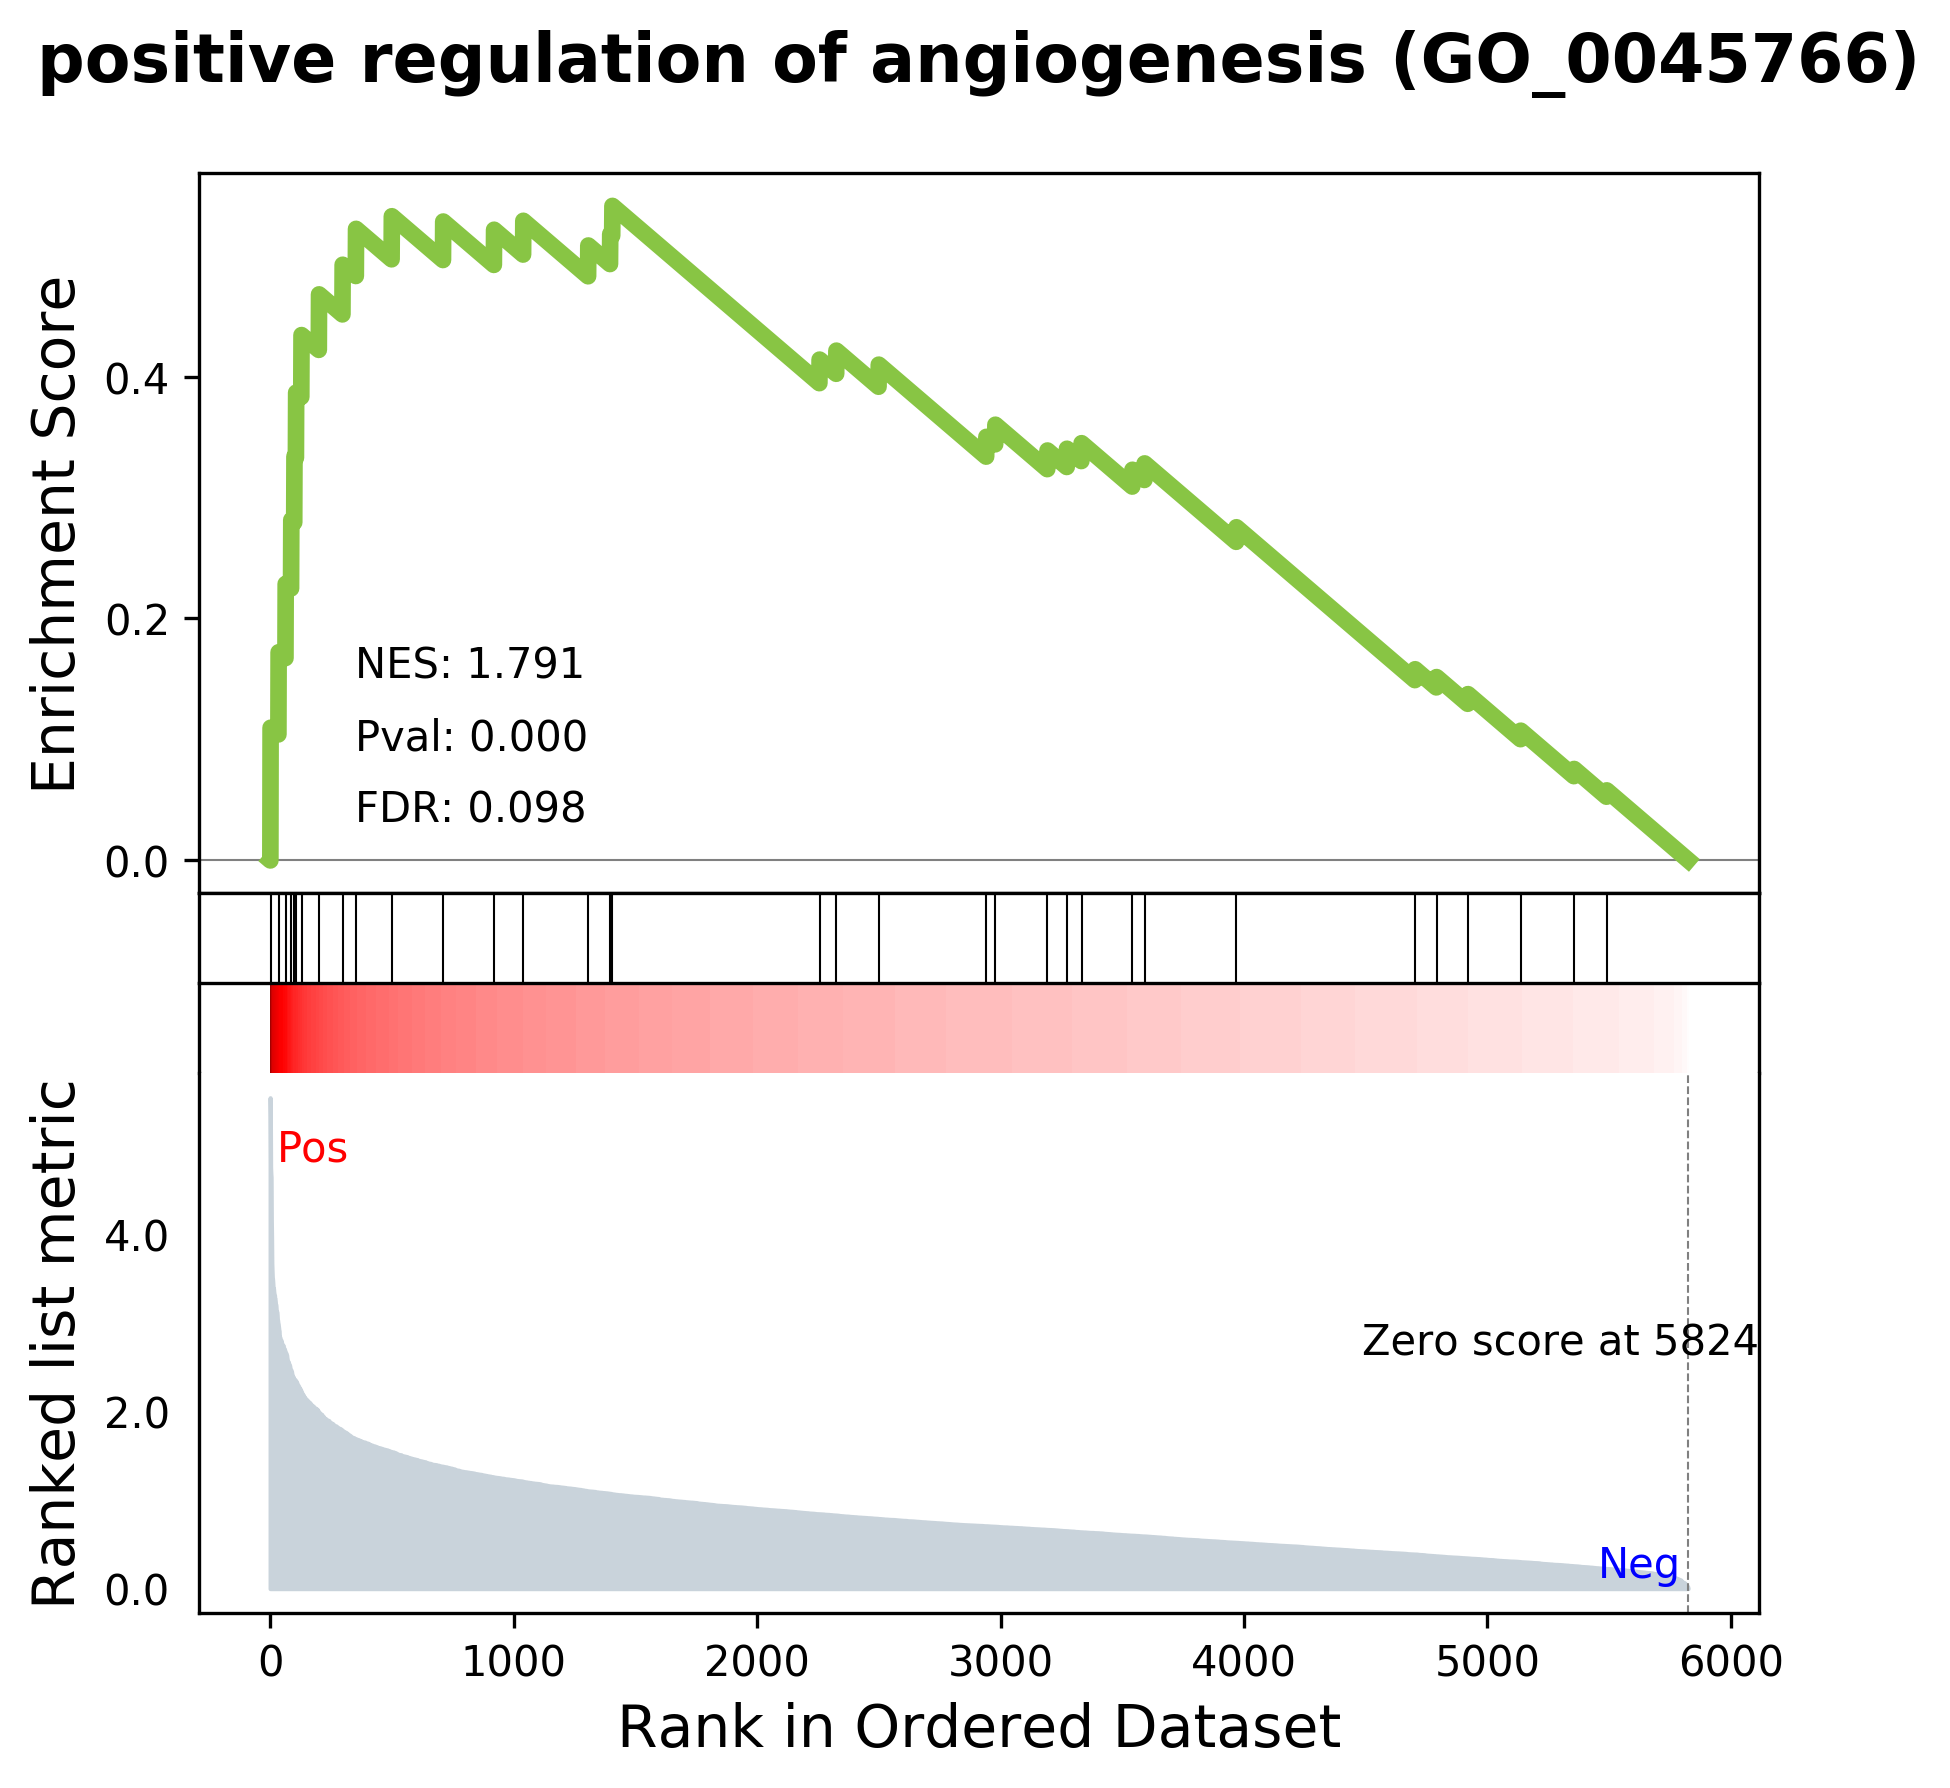 positive regulation of angiogenesis (GO_0045766)
Enrichment Score
0.4
0.2
0.0
NES: 1.791
Pval: 0.000
FDR: 0.098
Ranked list metric
4.0
2.0
0.0
Pos
Zero score at 5824
Neg
0 1000 2000 3000 4000 5000 6000
Rank in Ordered Dataset